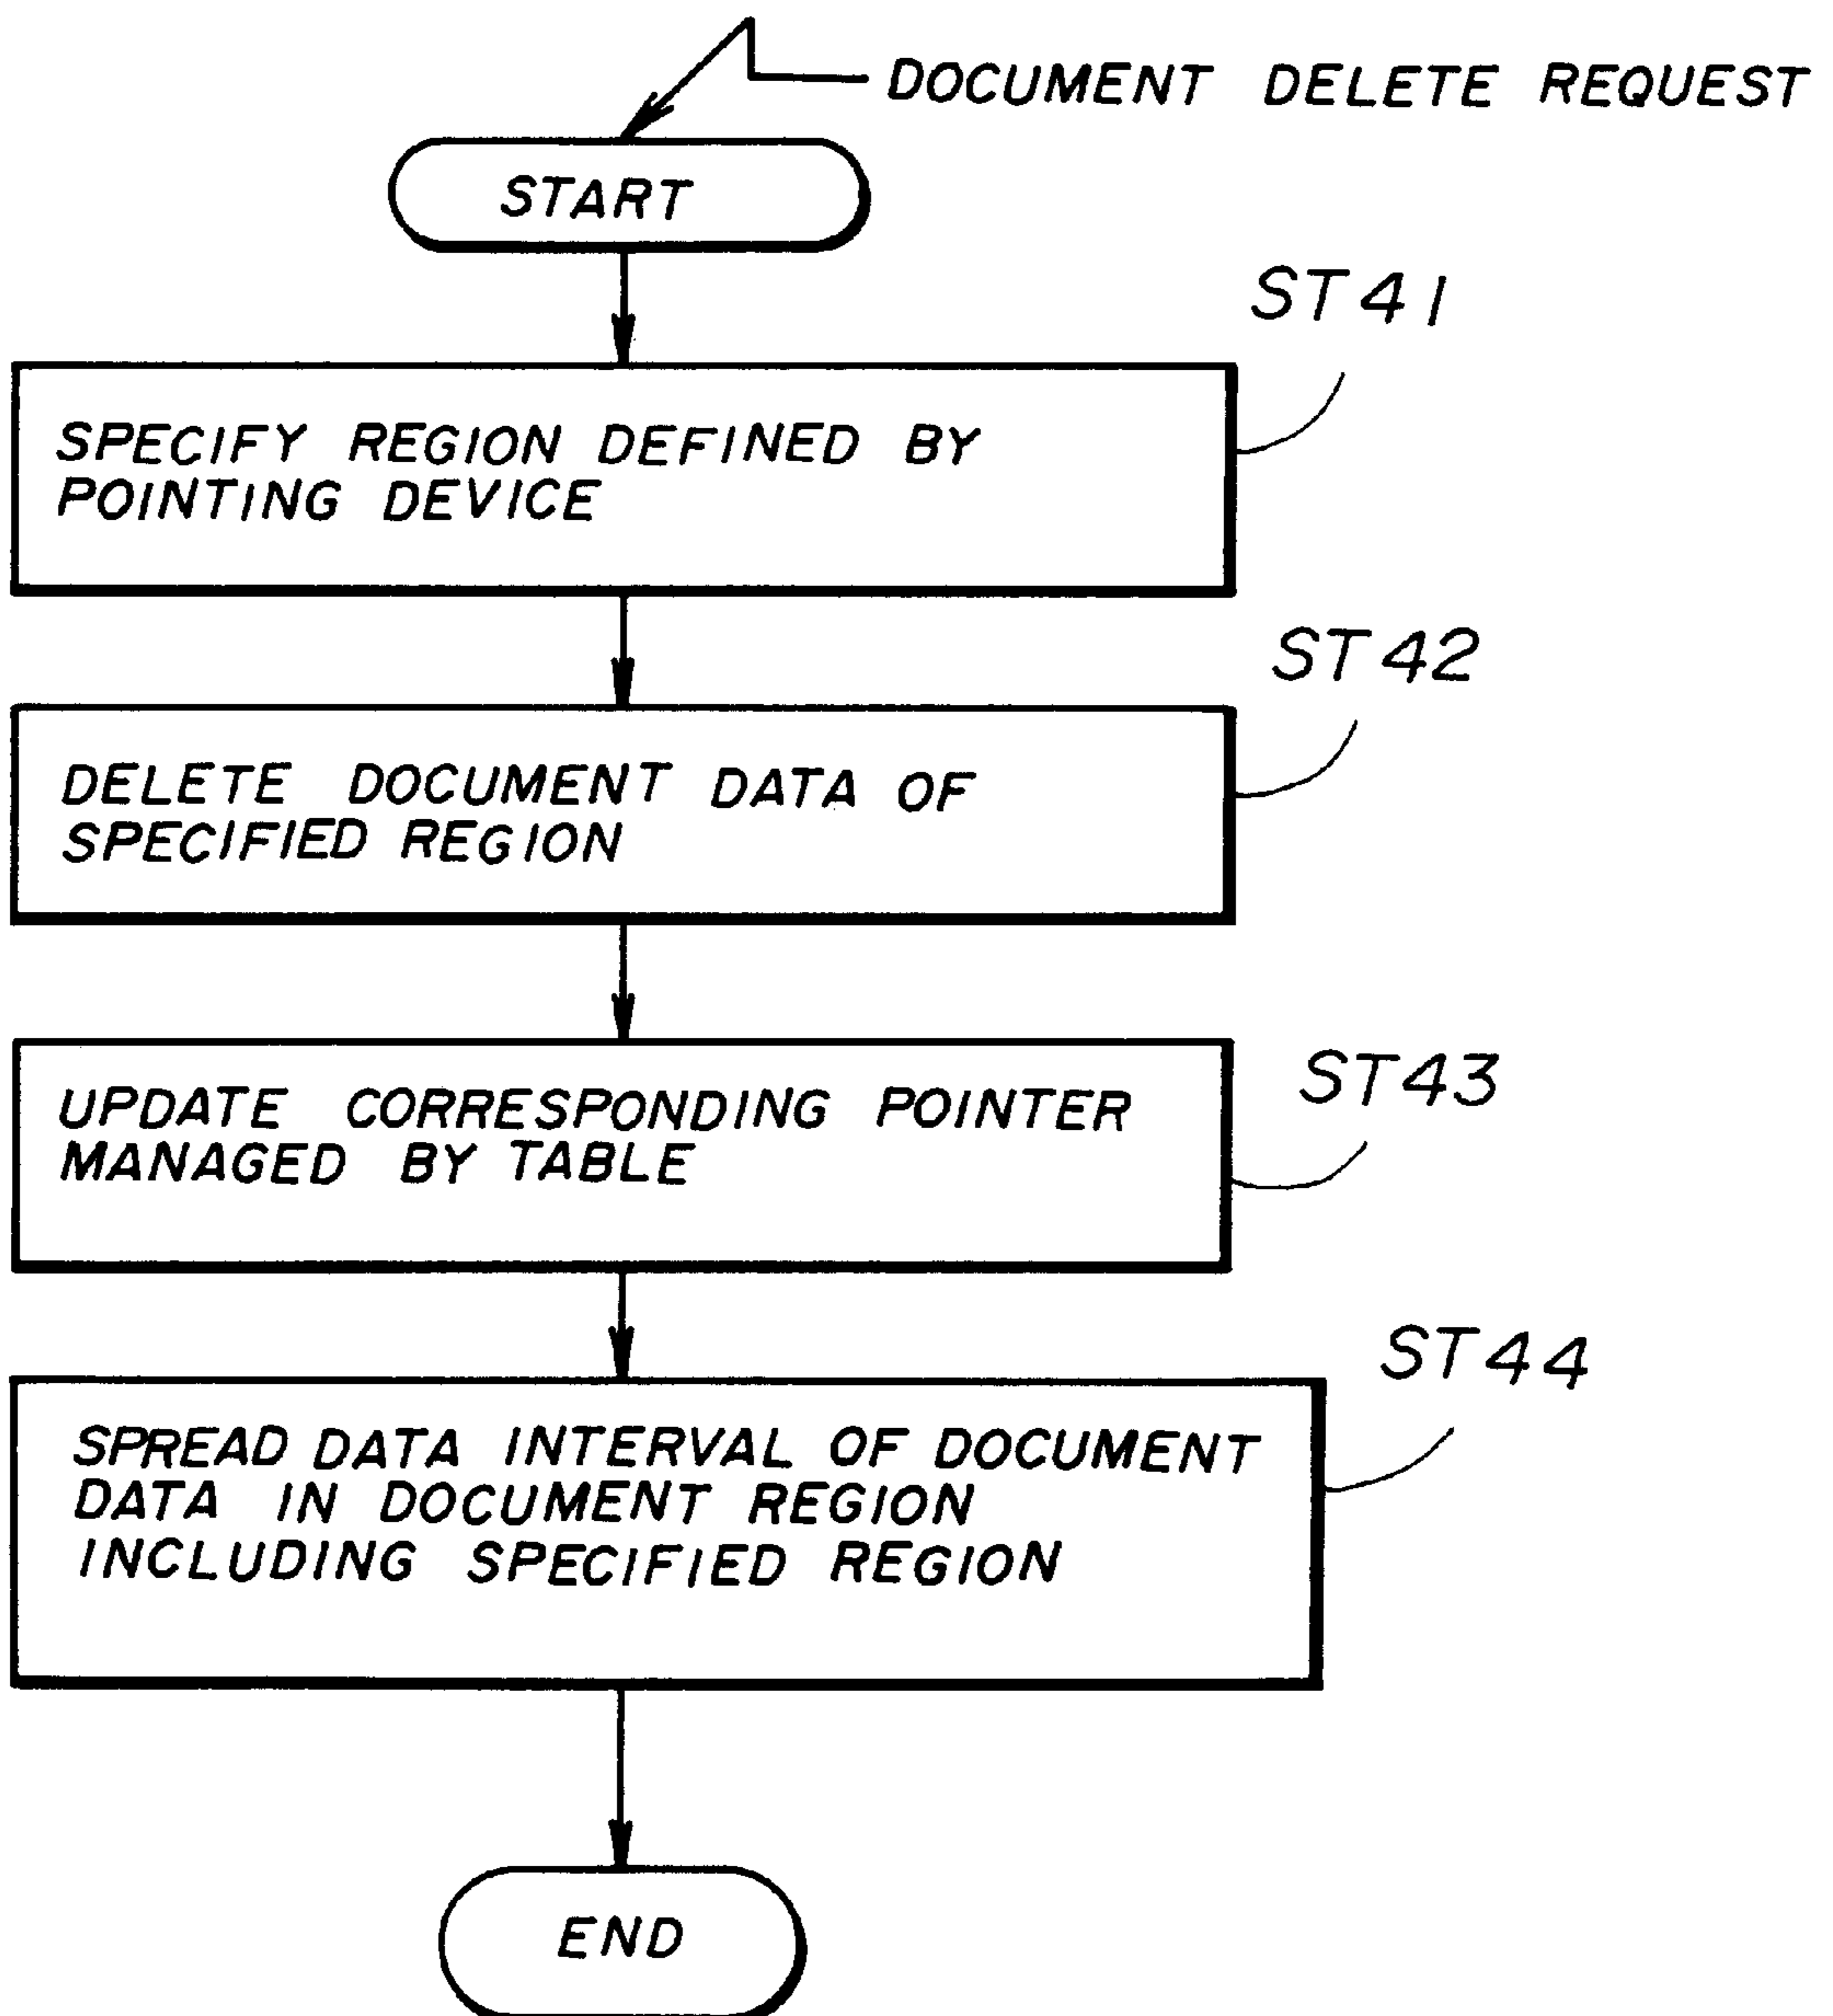 DOCUMENT DELETE REQUEST
START
ST41
SPECIFY REGION DEFINED BY
POINTING DEVICE
ST42
DELETE DOCUMENT DATA OF
SPECIFIED REGION
ST43
UPDATE CORRESPONDING POINTER
MANAGED BY TABLE
ST44
SPREAD DATA INTERVAL OF DOCUMENT
DATA IN DOCUMENT REGION
INCLUDING SPECIFIED REGION
END